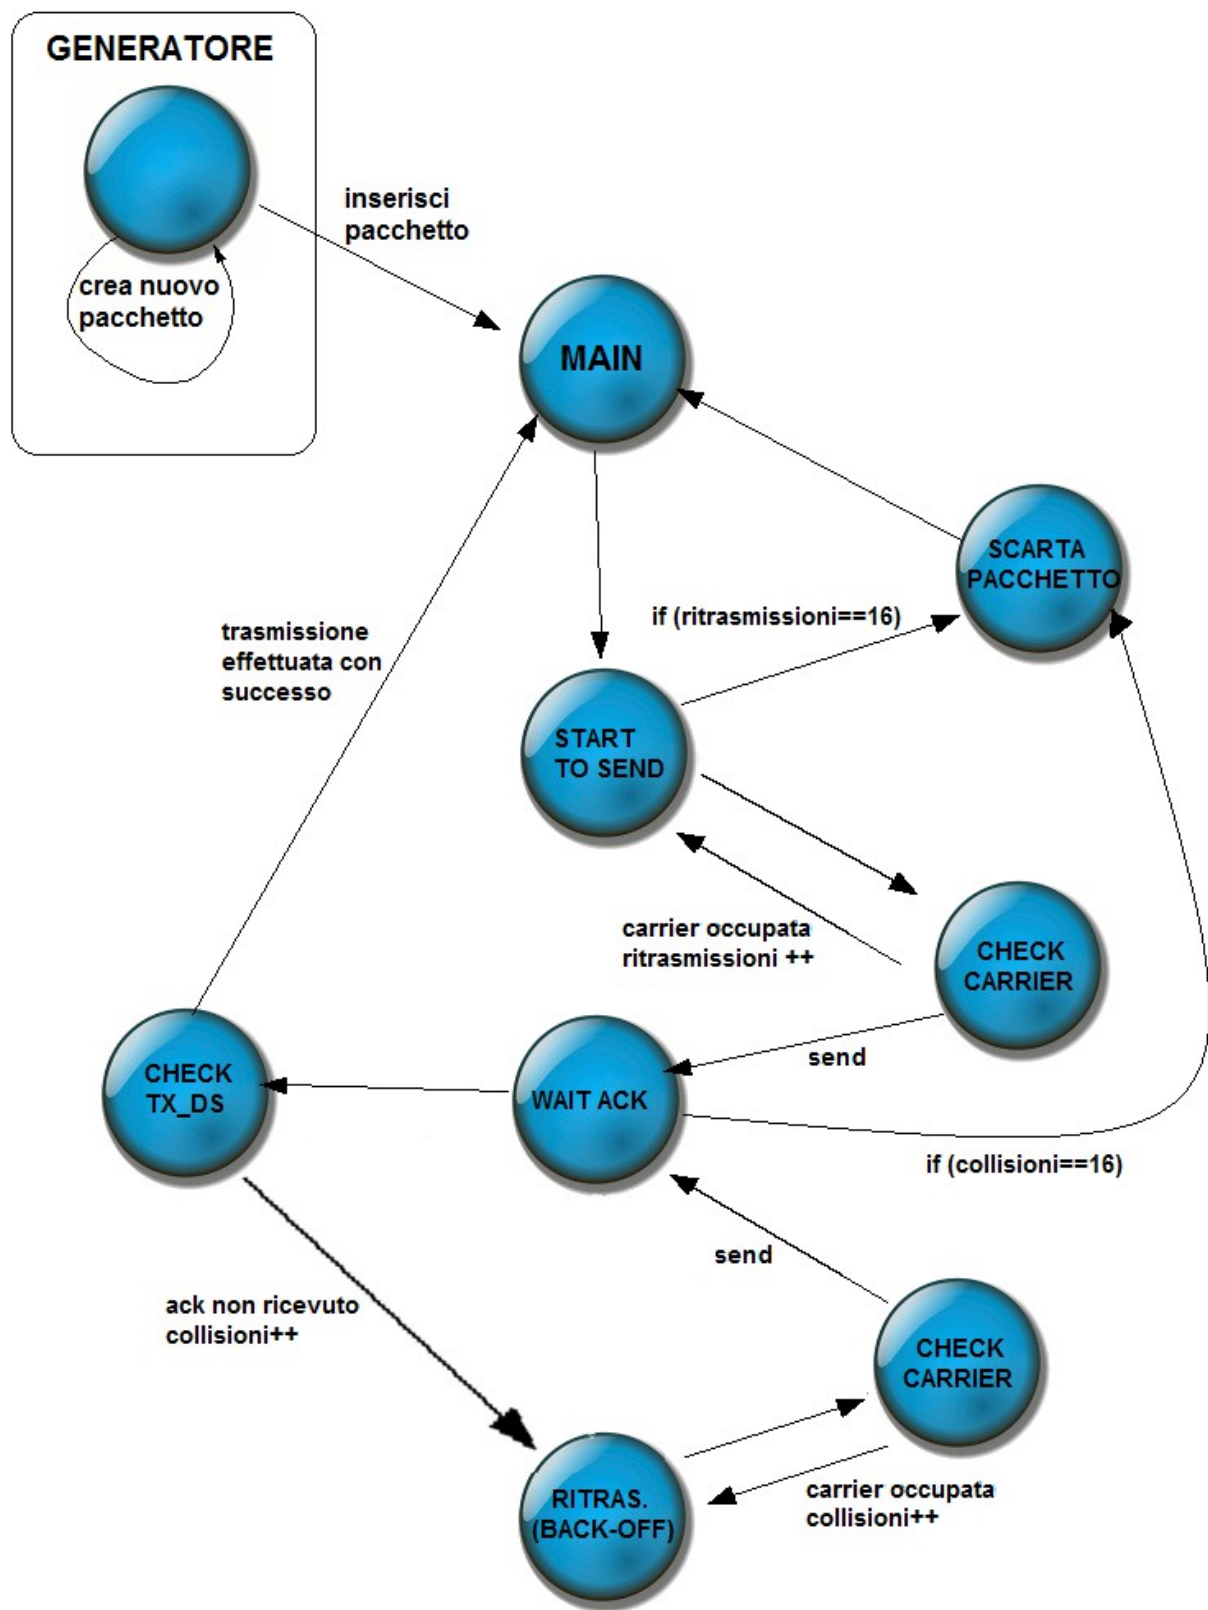 GENERATORE
inserisci
pacchetto
crea nuovo
pacchetto
MAIN
SCARTA
PACCHETTO
if (ritrasmissioni==16)
trasmissione
effettuata con
successo
START
TO SEND
carrier occupata
ritrasmissioni ++
CHECK
CARRIER
send
CHECK
TX_DS
WAIT ACK
if (collisioni==16)
send
ack non ricevuto
collisioni++
CHECK
CARRIER
carrier occupata
collisioni++
RITRAS.
(BACK-OFF)